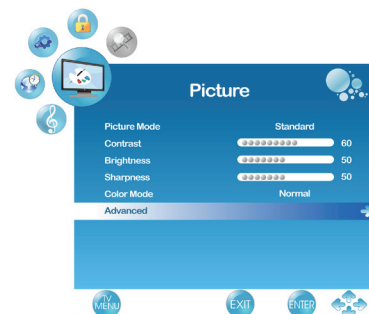 Picture
Picture Mode Standard
Contrast 60
Brightness 50
Sharpness 50
Color Mode Normal
Advanced
TV MENU EXIT ENTER